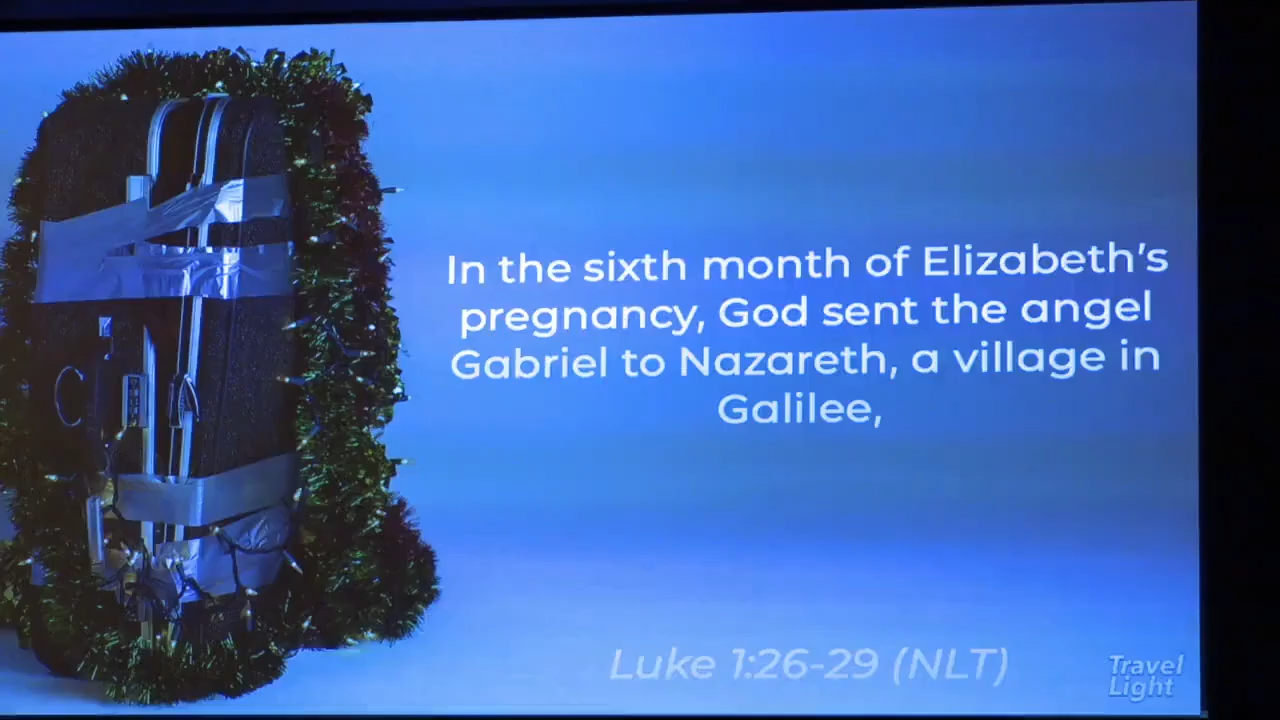 In the sixth month of Elizabeth's
pregnancy, God sent the angel
Gabriel to Nazareth, a village in
Galilee,
Luke 1:26-29 (NLT)
Travel
Light